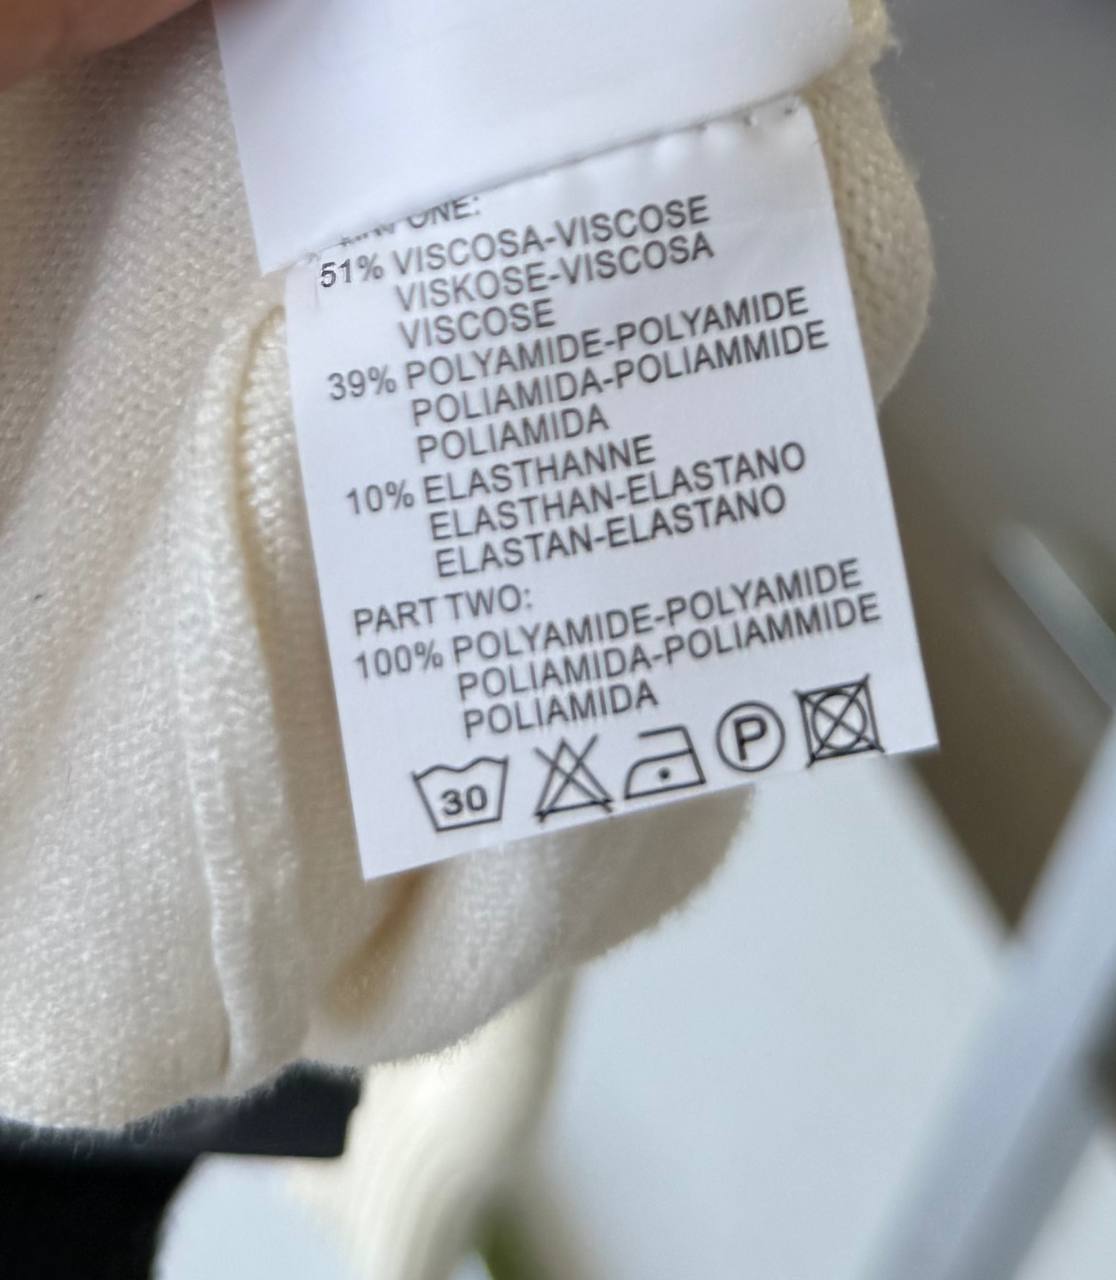 ONE:
51% VISCOSA-VISCOSE
VISKOSE-VISCOSA
VISCOSE
39% POLYAMIDE-POLYAMIDE
POLIAMIDA-POLIAMMIDE
POLIAMIDA
10% ELASTHANNE
ELASTHAN-ELASTANO
ELASTAN-ELASTANO
PART TWO:
100% POLYAMIDE-POLYAMIDE
POLIAMIDA-POLIAMMIDE
POLIAMIDA
30 P